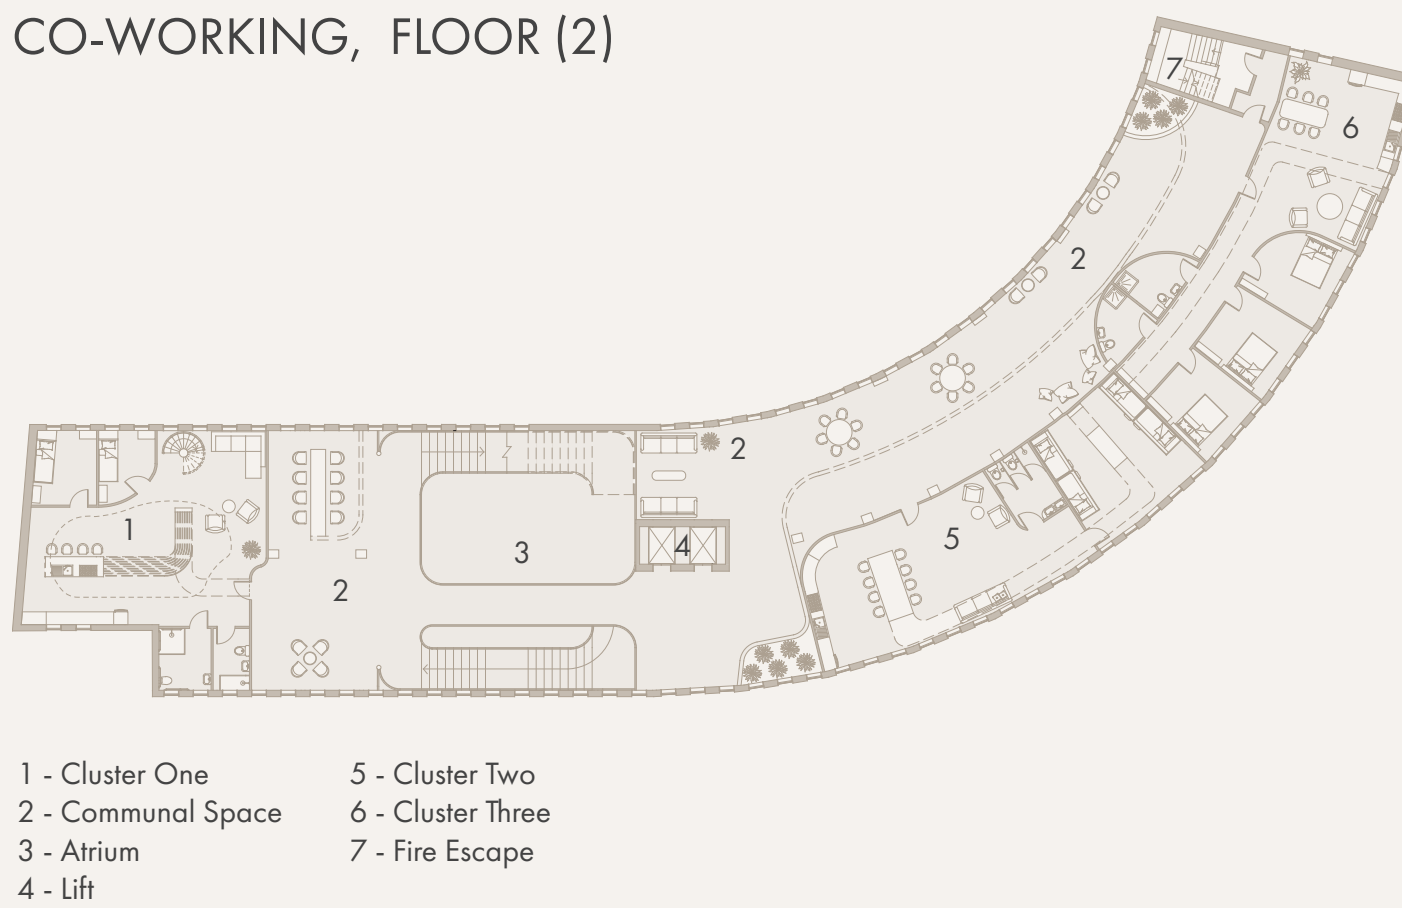 CO-WORKING, FLOOR (2)
7
6
2
2
1
3
4
5
2
1 - Cluster One
2 - Communal Space
3 - Atrium
4 - Lift
5 - Cluster Two
6 - Cluster Three
7 - Fire Escape